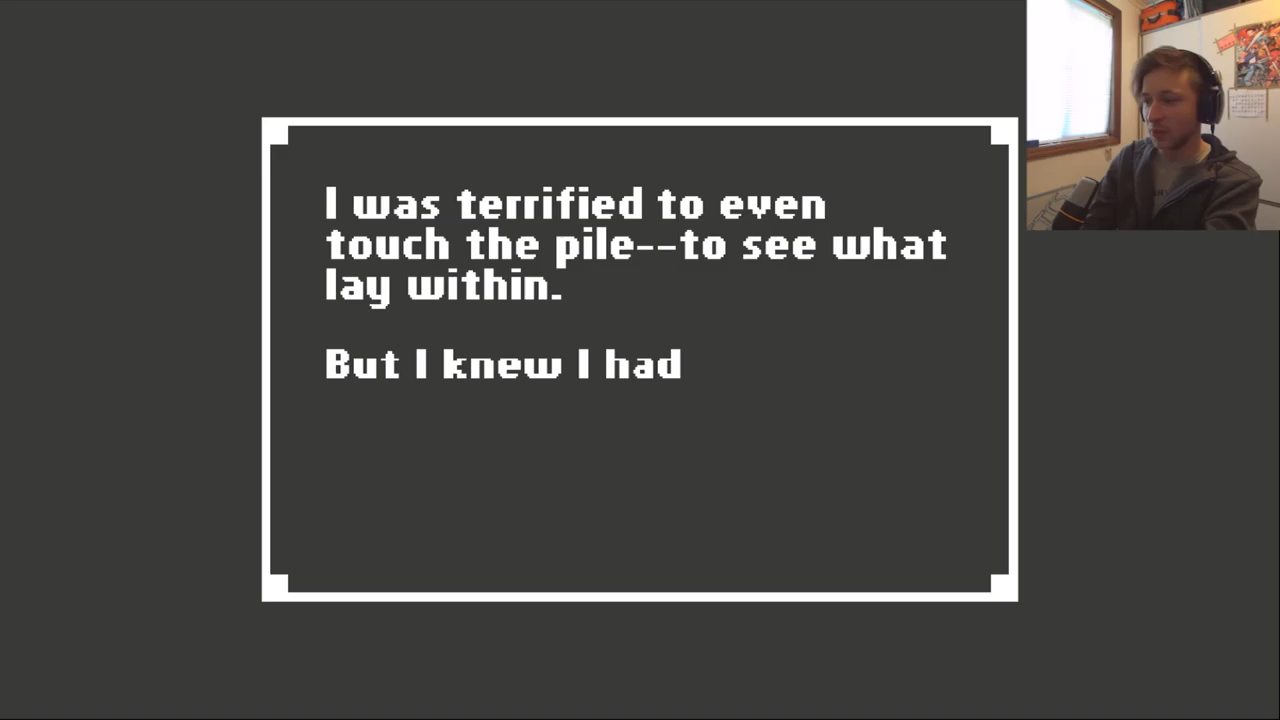 I was terrified to even
touch the pile--to see what
lay within.
But I knew I had